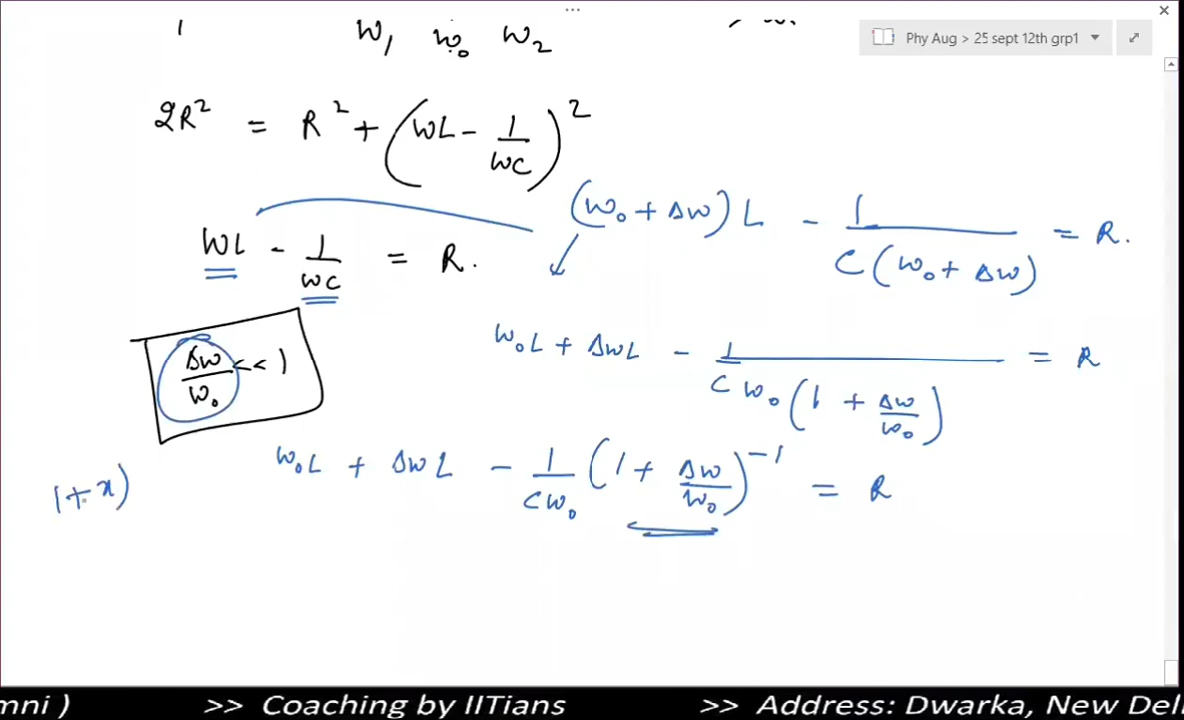 ω₁ ω₀ ω₂
Phy Aug > 25 sept 12th grp1
2R² = R² + (ωL - 1/ωC)²
(ω₀ + Δω) L - 1/C(ω₀ + Δω) = R.
ωL - 1/ωC = R.
Δω/ω₀ << 1
ω₀L + ΔωL - 1/Cω₀(1 + Δω/ω₀) = R
ω₀L + ΔωL - 1/Cω₀ (1 + Δω/ω₀)⁻¹ = R
1+x)
mni ) >> Coaching by IITians >> Address: Dwarka, New Del